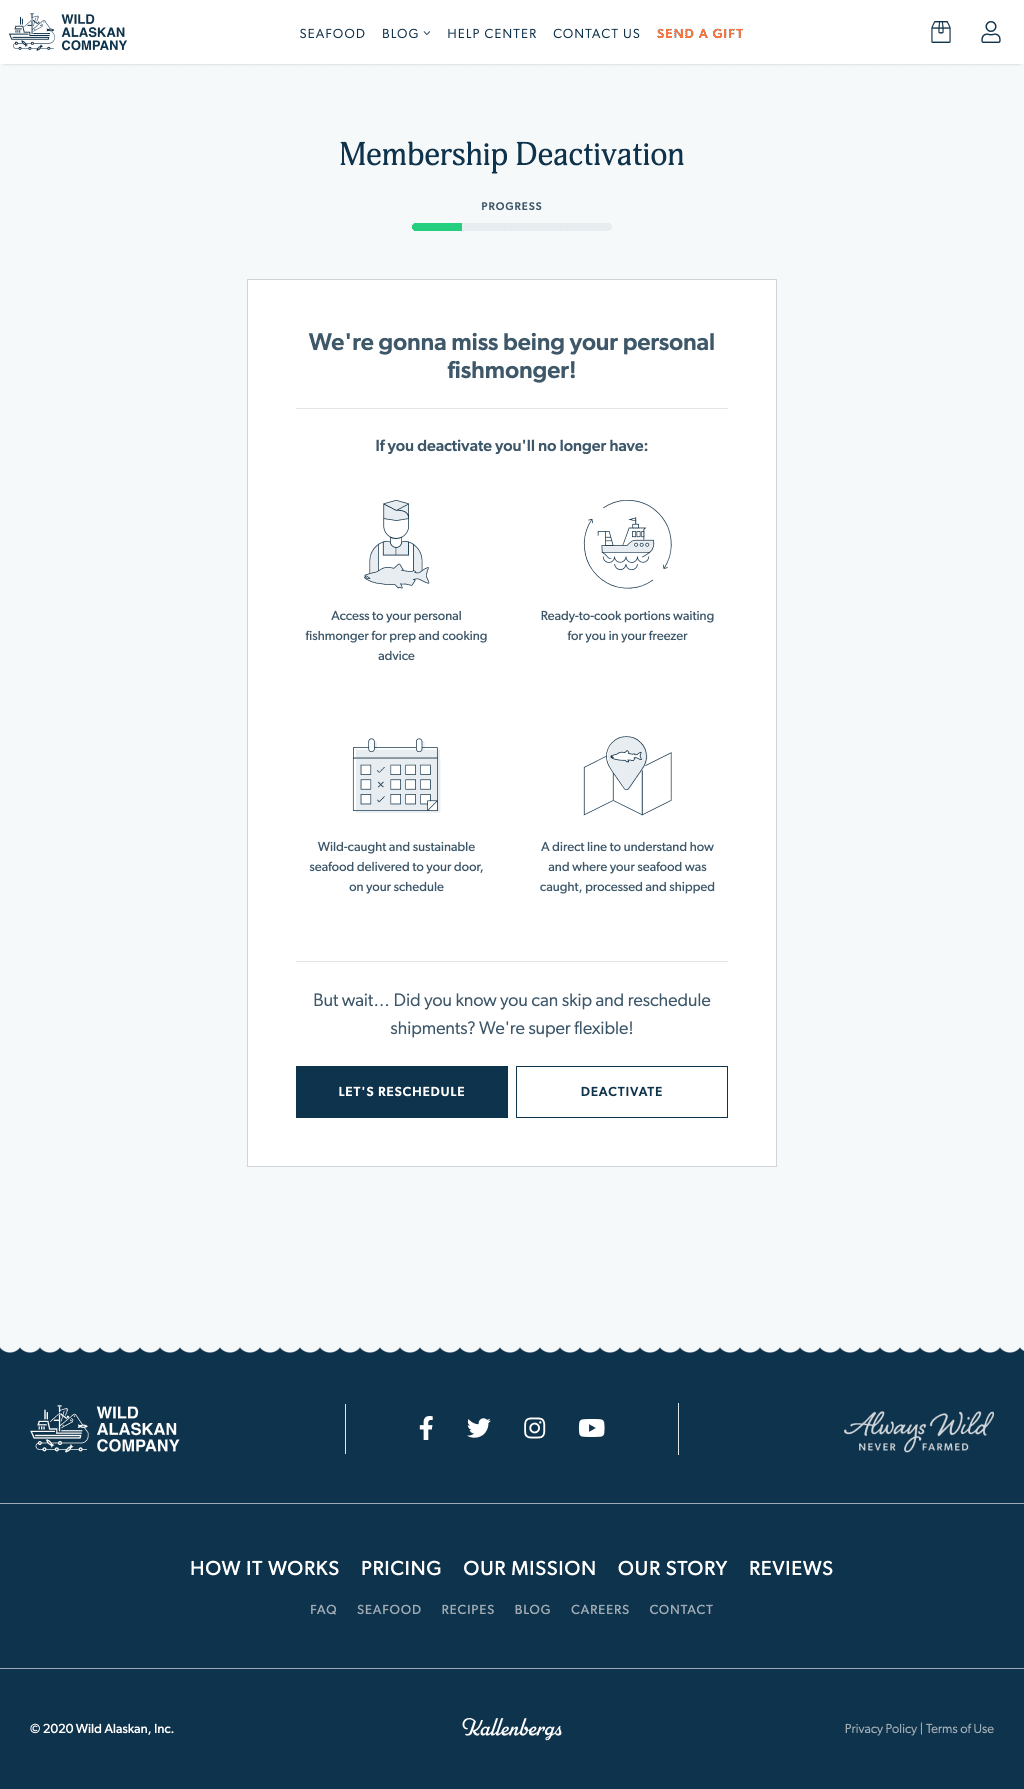 WILD
ALASKAN
COMPANY
SEAFOOD BLOG HELP CENTER CONTACT US SEND A GIFT
Membership Deactivation
PROGRESS
We're gonna miss being your personal
fishmonger!
If you deactivate you'll no longer have:
Access to your personal
fishmonger for prep and cooking
advice
Ready-to-cook portions waiting
for you in your freezer
Wild-caught and sustainable
seafood delivered to your door,
on your schedule
A direct line to understand how
and where your seafood was
caught, processed and shipped
But wait... Did you know you can skip and reschedule
shipments? We're super flexible!
LET'S RESCHEDULE DEACTIVATE
WILD
ALASKAN
COMPANY
Always Wild
NEVER FARMED
HOW IT WORKS PRICING OUR MISSION OUR STORY REVIEWS
FAQ SEAFOOD RECIPES BLOG CAREERS CONTACT
© 2020 Wild Alaskan, Inc. Kallenbergs Privacy Policy | Terms of Use